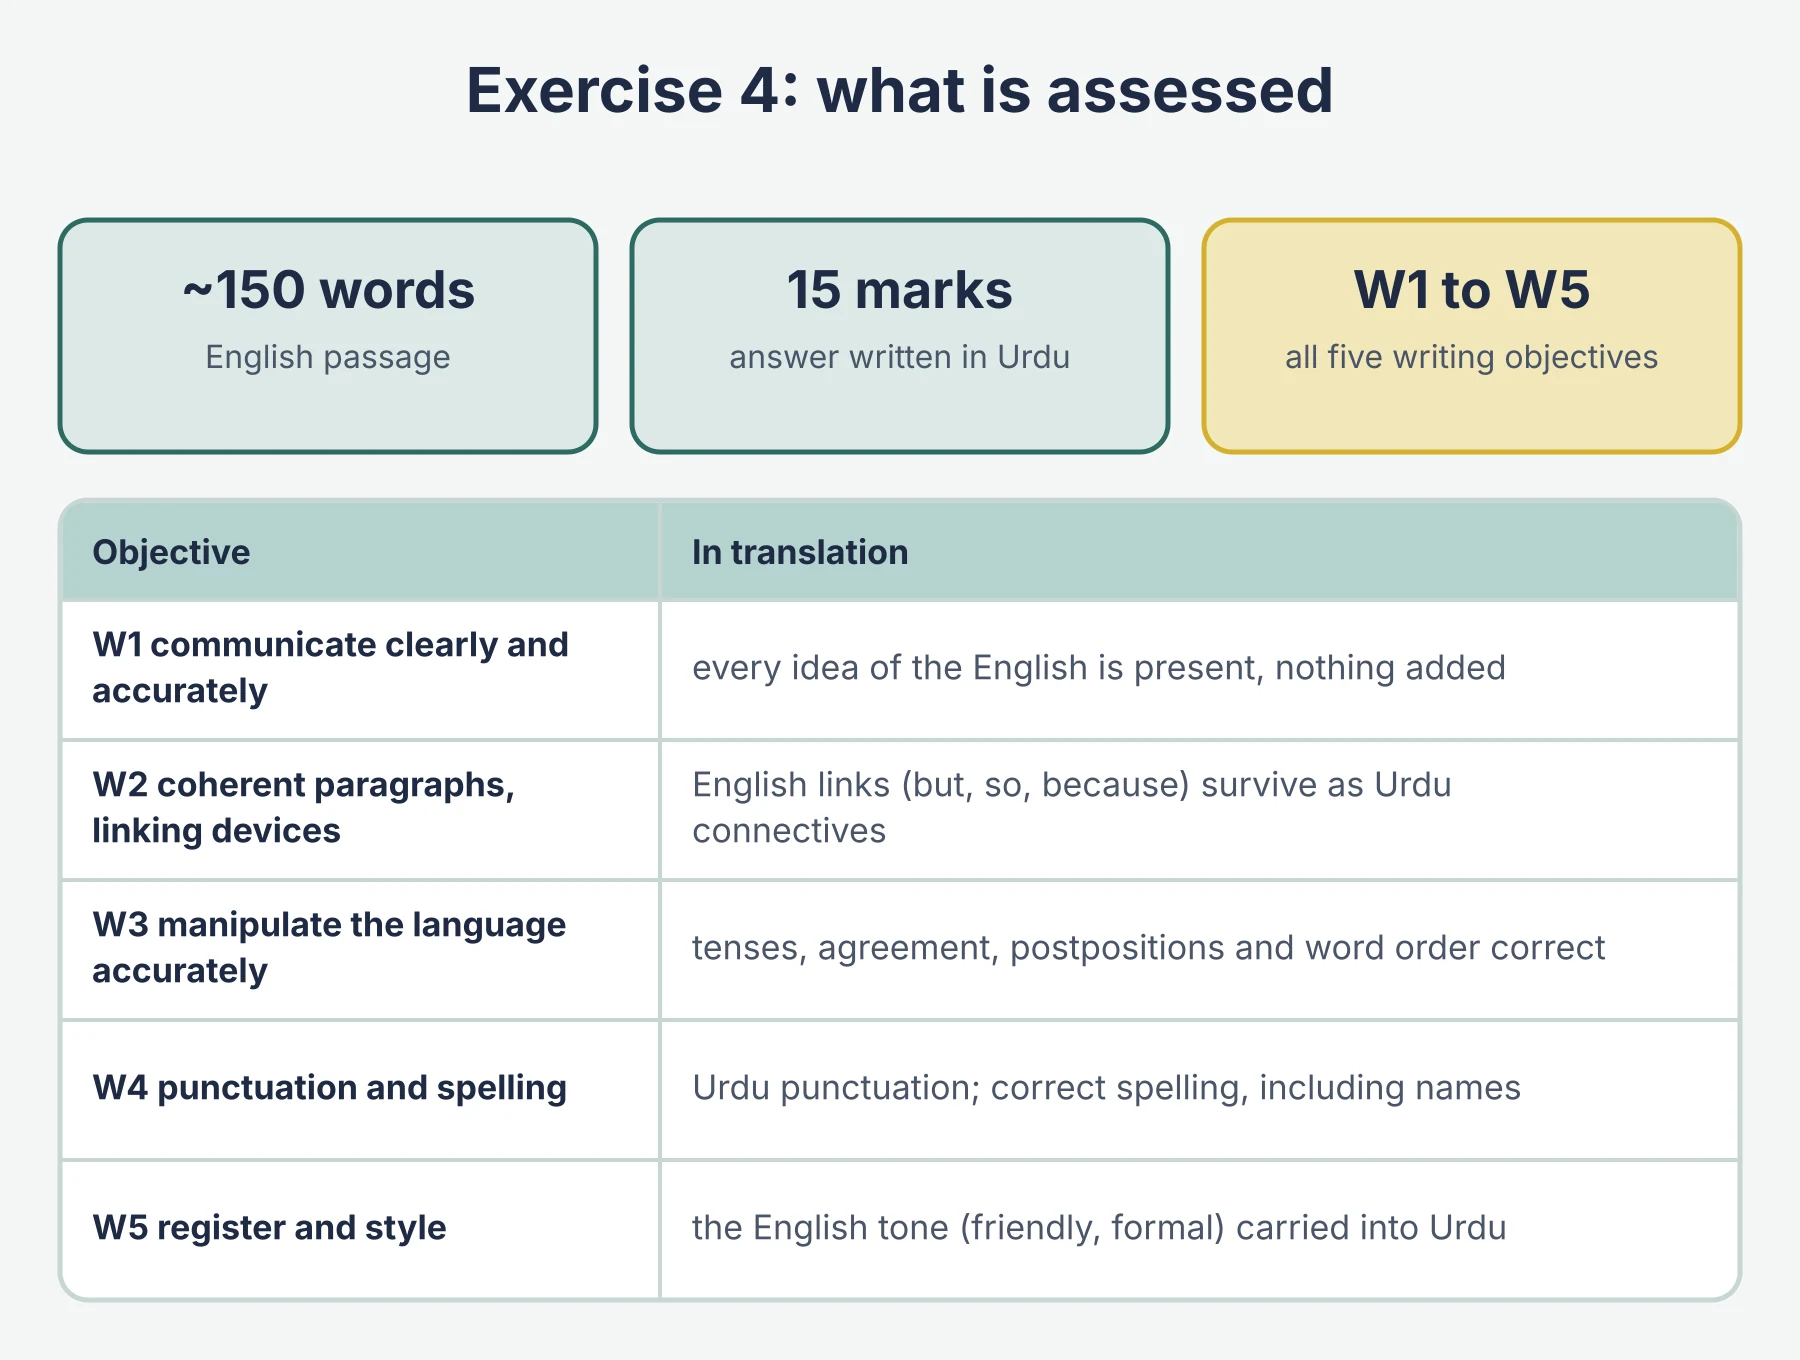 Exercise 4: what is assessed
~150 words
English passage
15 marks
answer written in Urdu
W1 to W5
all five writing objectives
Objective
In translation
W1 communicate clearly and
accurately
every idea of the English is present, nothing added
W2 coherent paragraphs,
linking devices
English links (but, so, because) survive as Urdu
connectives
W3 manipulate the language
accurately
tenses, agreement, postpositions and word order correct
W4 punctuation and spelling
Urdu punctuation; correct spelling, including names
W5 register and style
the English tone (friendly, formal) carried into Urdu